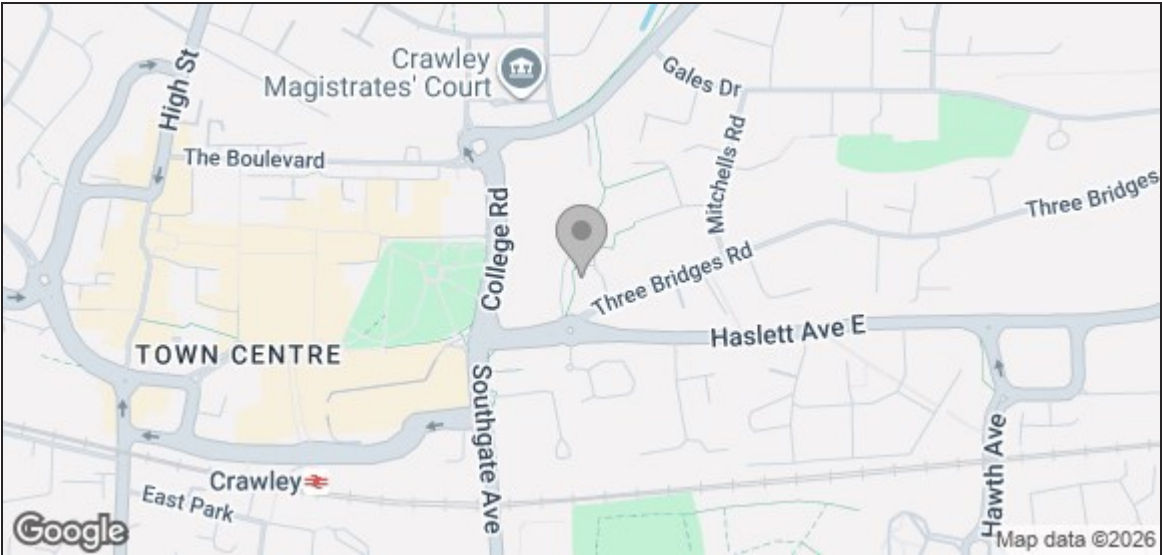 Crawley
Magistrates' Court
Gales Dr
High St
The Boulevard
Mitchells Rd
Three Bridges
College Rd
Three Bridges Rd
Haslett Ave E
TOWN CENTRE
Southgate Ave
Hawth Ave
Crawley
East Park
Google
Map data ©2026